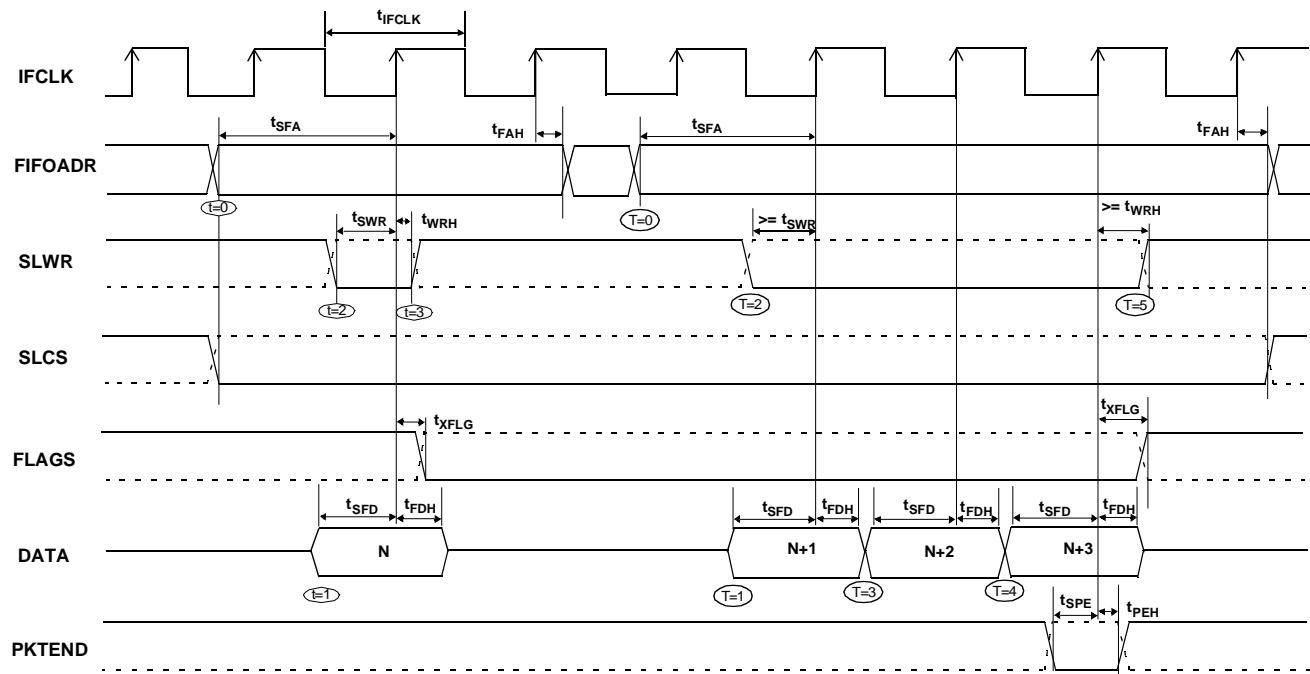 tIFCLK
IFCLK
tSFA tFAH tSFA tFAH
FIFOADR
t=0 T=0
tSWR tWRH >= tSWR >= tWRH
SLWR
t=2 t=3 T=2 T=5
SLCS
tXFLG tXFLG
FLAGS
tSFD tFDH tSFD tFDH tSFD tFDH tSFD tFDH
DATA N N+1 N+2 N+3
t=1 T=1 T=3 T=4
tSPE tPEH
PKTEND